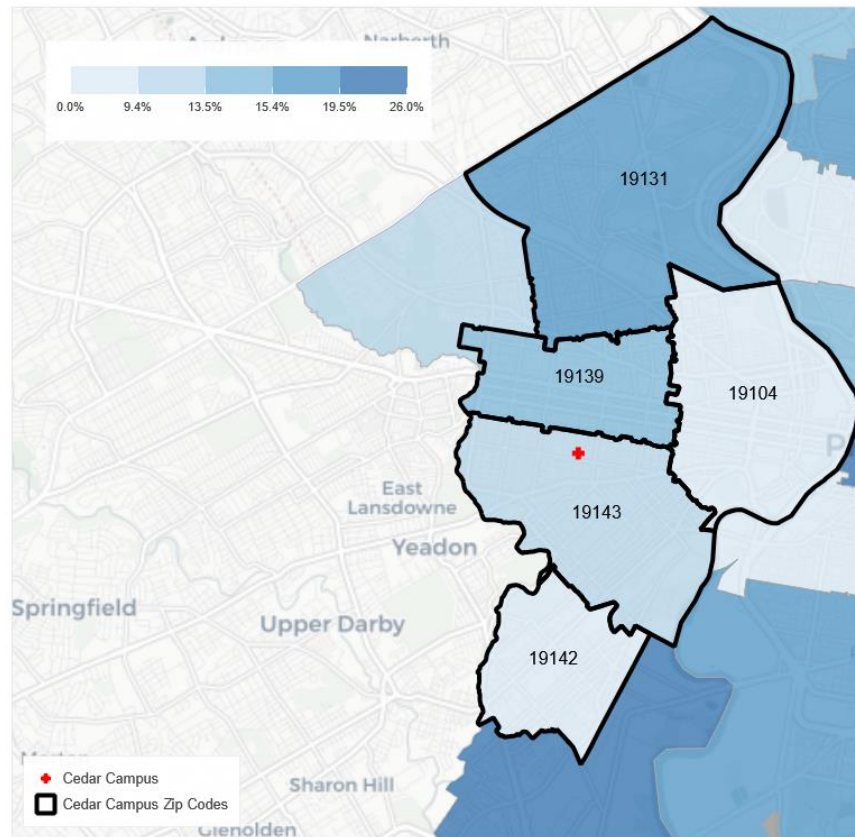 Narberth
0.0%
9.4%
13.5%
15.4%
19.5%
26.0%
19131
19139
19104
East
Lansdowne
19143
Yeadon
Springfield
Upper Darby
19142
Cedar Campus
Sharon Hill
Cedar Campus Zip Codes
Glenolden